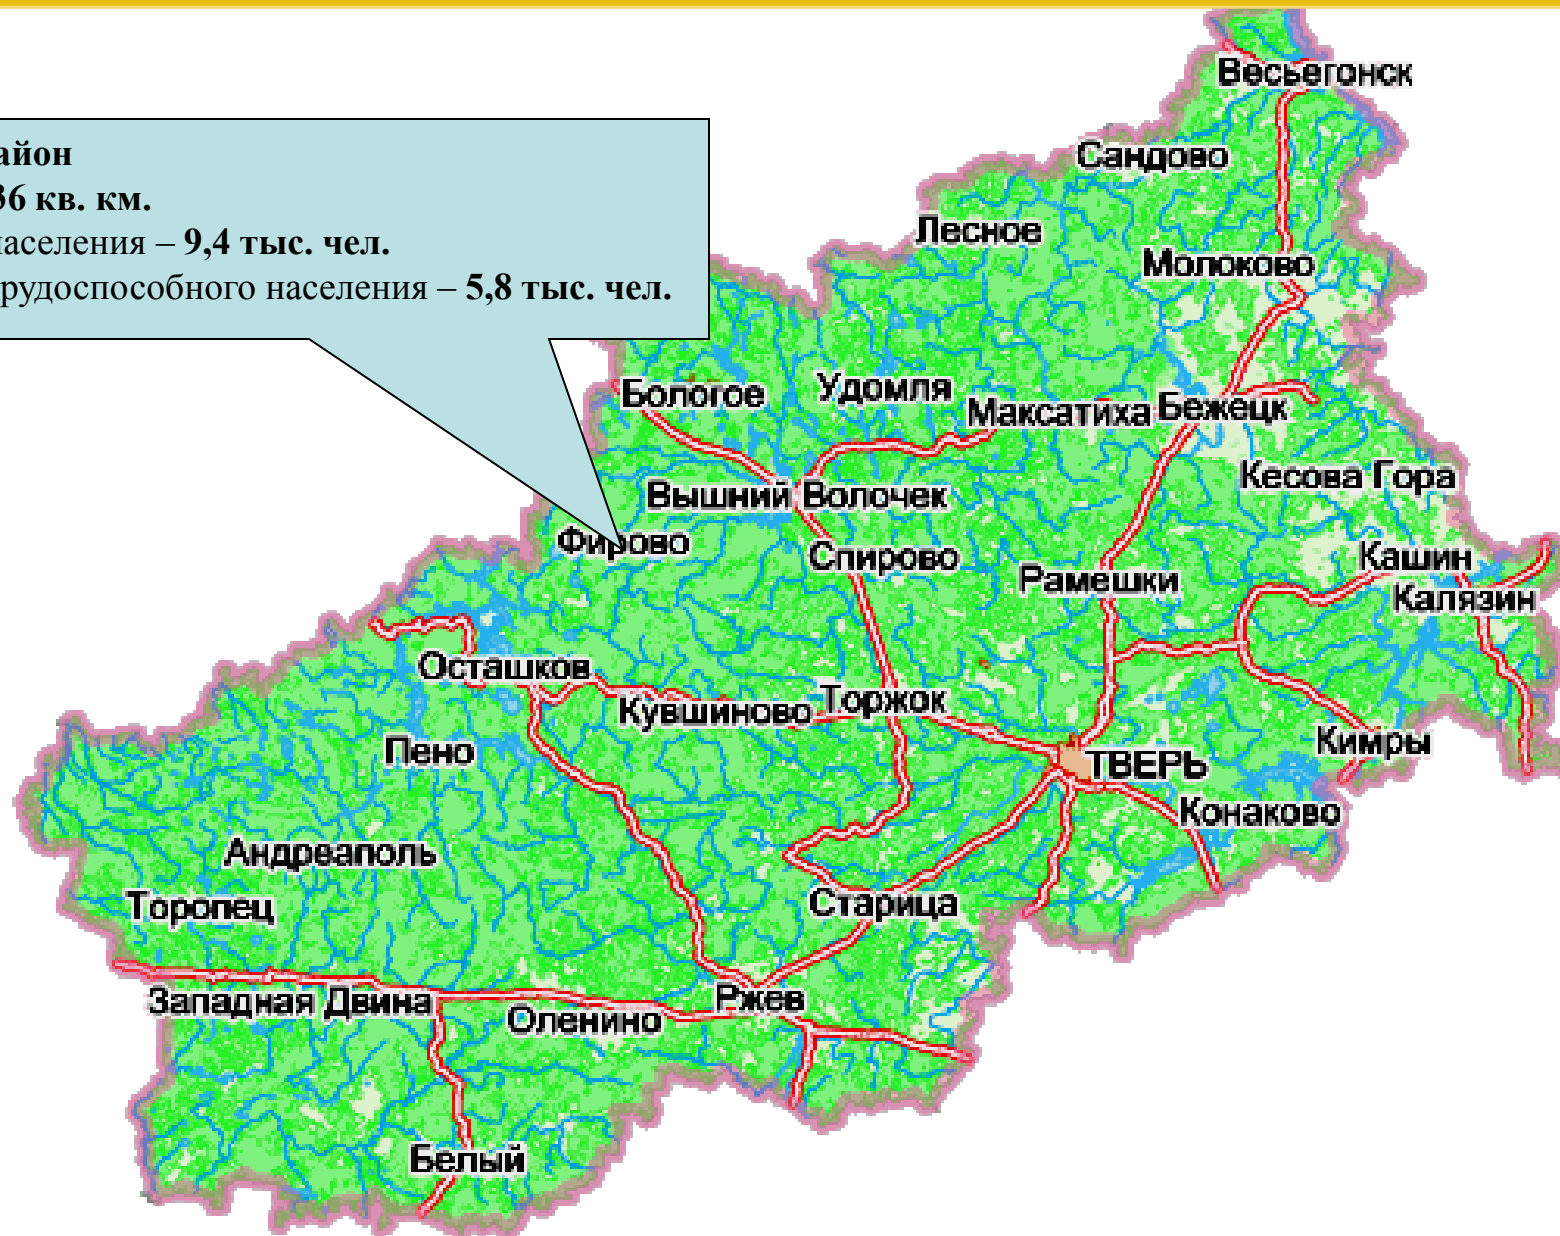 айон
36 кв. км.
населения – 9,4 тыс. чел.
рудоспособного населения – 5,8 тыс. чел.
Весьегонск
Сандово
Лесное
Молоково
Бологое
Удомля
Максатиха
Бежецк
Кесова Гора
Вышний Волочек
Фирово
Спирово
Рамешки
Кашин
Калязин
Осташков
Кувшиново
Торжок
Пено
Кимры
ТВЕРЬ
Конаково
Андреаполь
Торопец
Старица
Западная Двина
Ржев
Оленино
Белый